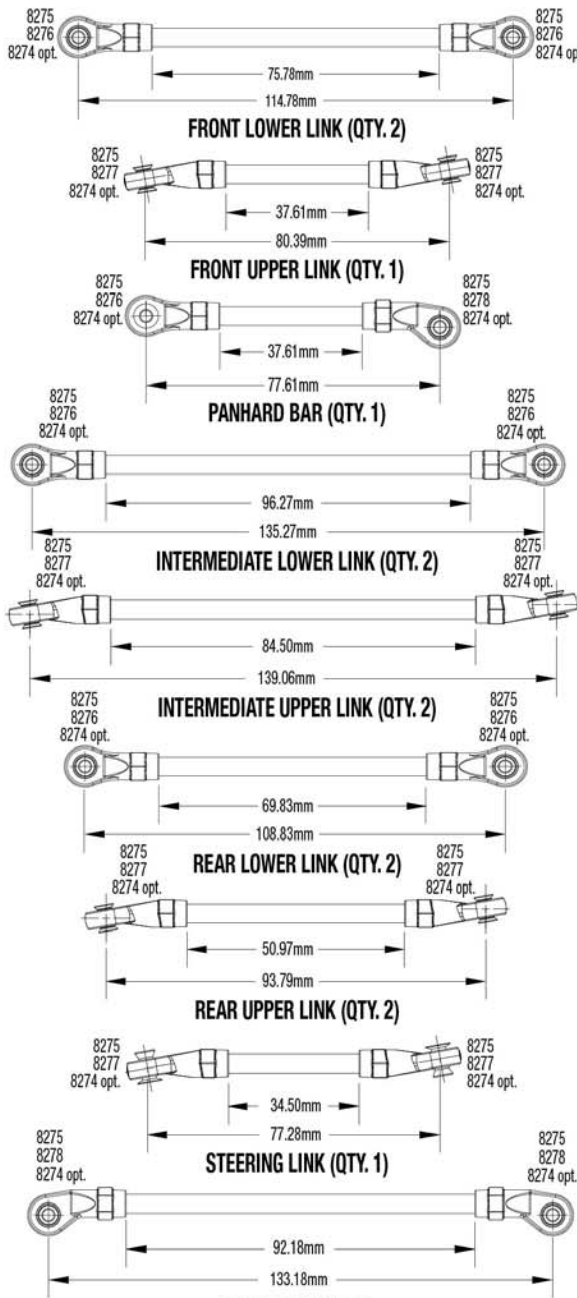 8275 8275
8276 8276
8274 opt. 8274 opt.
75.78mm
114.78mm
FRONT LOWER LINK (QTY. 2)
8275 8275
8277 8277
8274 opt. 8274 opt.
37.61mm
80.39mm
FRONT UPPER LINK (QTY. 1)
8275 8275
8276 8278
8274 opt. 8274 opt.
37.61mm
77.61mm
PANHARD BAR (QTY. 1)
8275 8275
8276 8276
8274 opt. 8274 opt.
96.27mm
135.27mm
INTERMEDIATE LOWER LINK (QTY. 2)
8275 8275
8277 8277
8274 opt. 8274 opt.
84.50mm
139.06mm
INTERMEDIATE UPPER LINK (QTY. 2)
8275 8275
8276 8276
8274 opt. 8274 opt.
69.83mm
108.83mm
REAR LOWER LINK (QTY. 2)
8275 8275
8277 8277
8274 opt. 8274 opt.
50.97mm
93.79mm
REAR UPPER LINK (QTY. 2)
8275 8275
8277 8277
8274 opt. 8274 opt.
34.50mm
77.28mm
STEERING LINK (QTY. 1)
8275 8275
8278 8278
8274 opt. 8274 opt.
92.18mm
133.18mm